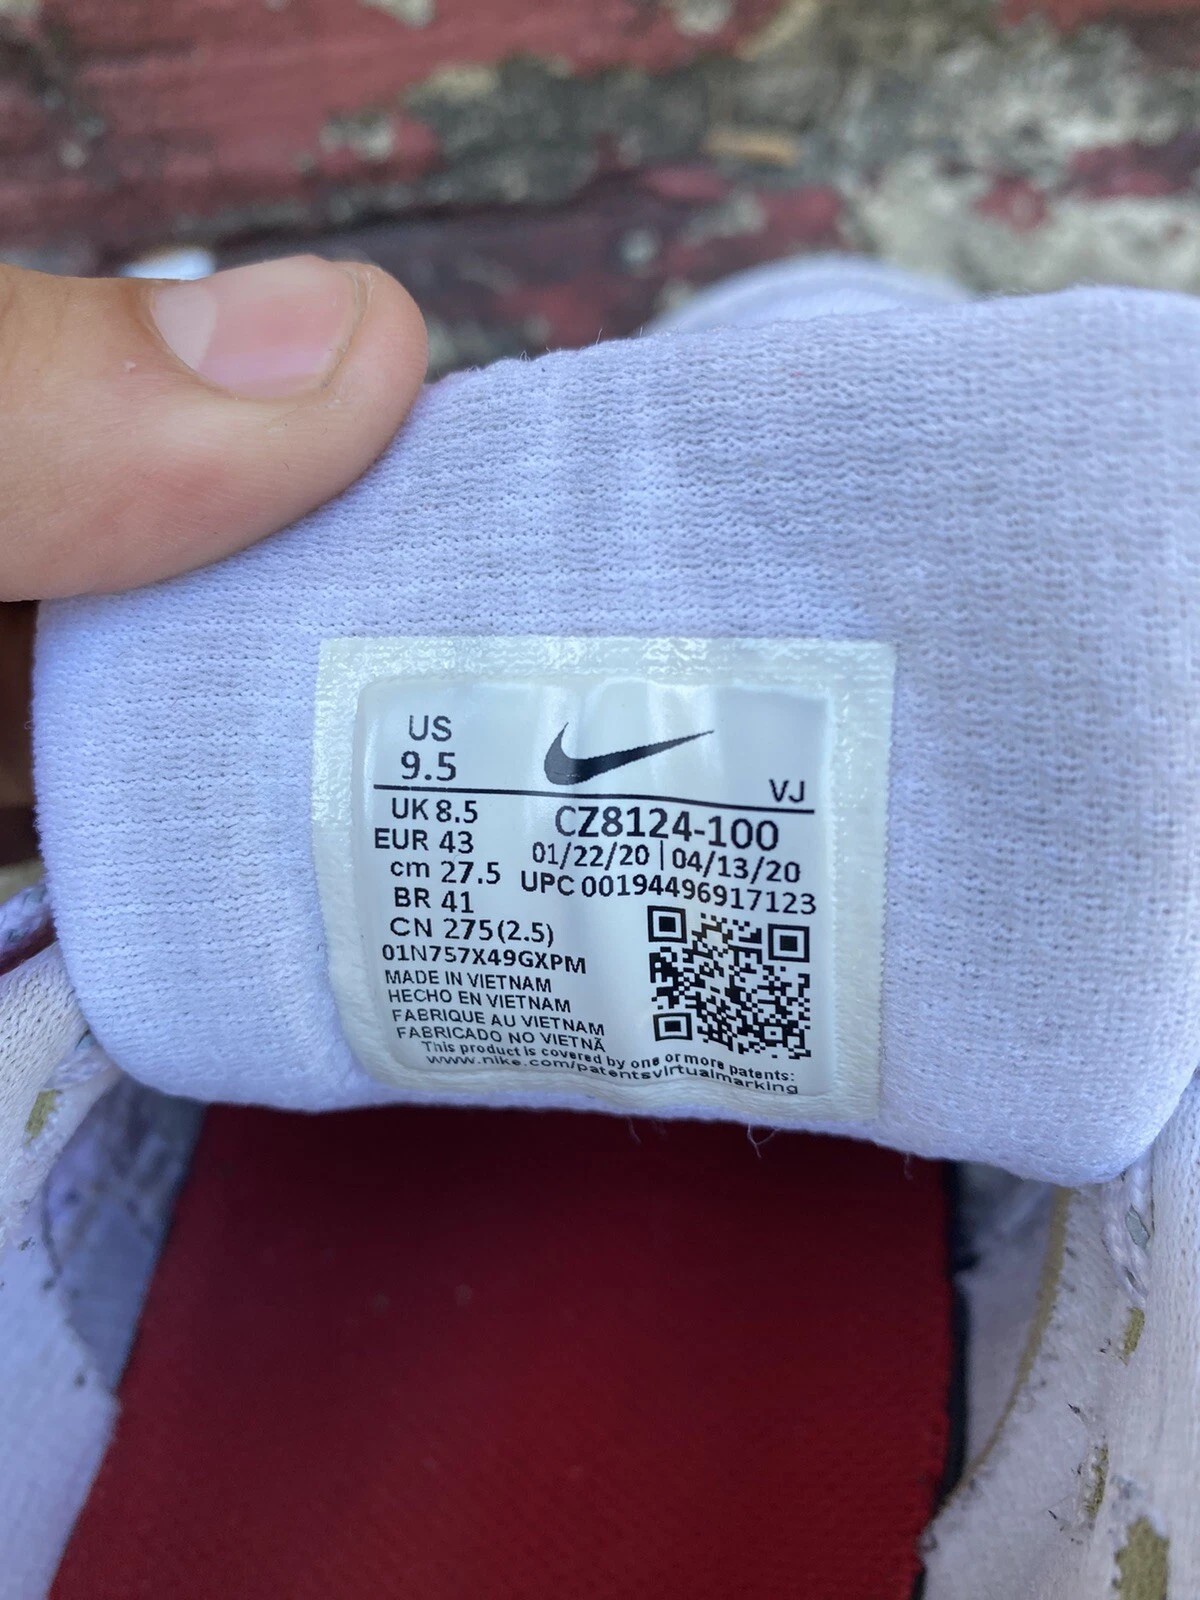 US
9.5
VJ
UK 8.5
CZ8124-100
EUR 43
01/22/20 | 04/13/20
cm 27.5
UPC 00194496917123
BR 41
CN 275(2.5)
01N757X49GXPM
MADE IN VIETNAM
HECHO EN VIETNAM
FABRIQUE AU VIETNAM
FABRICADO NO VIETNÃ
This product is covered by one or more patents:
www.nike.com/patentsvirtualmarking